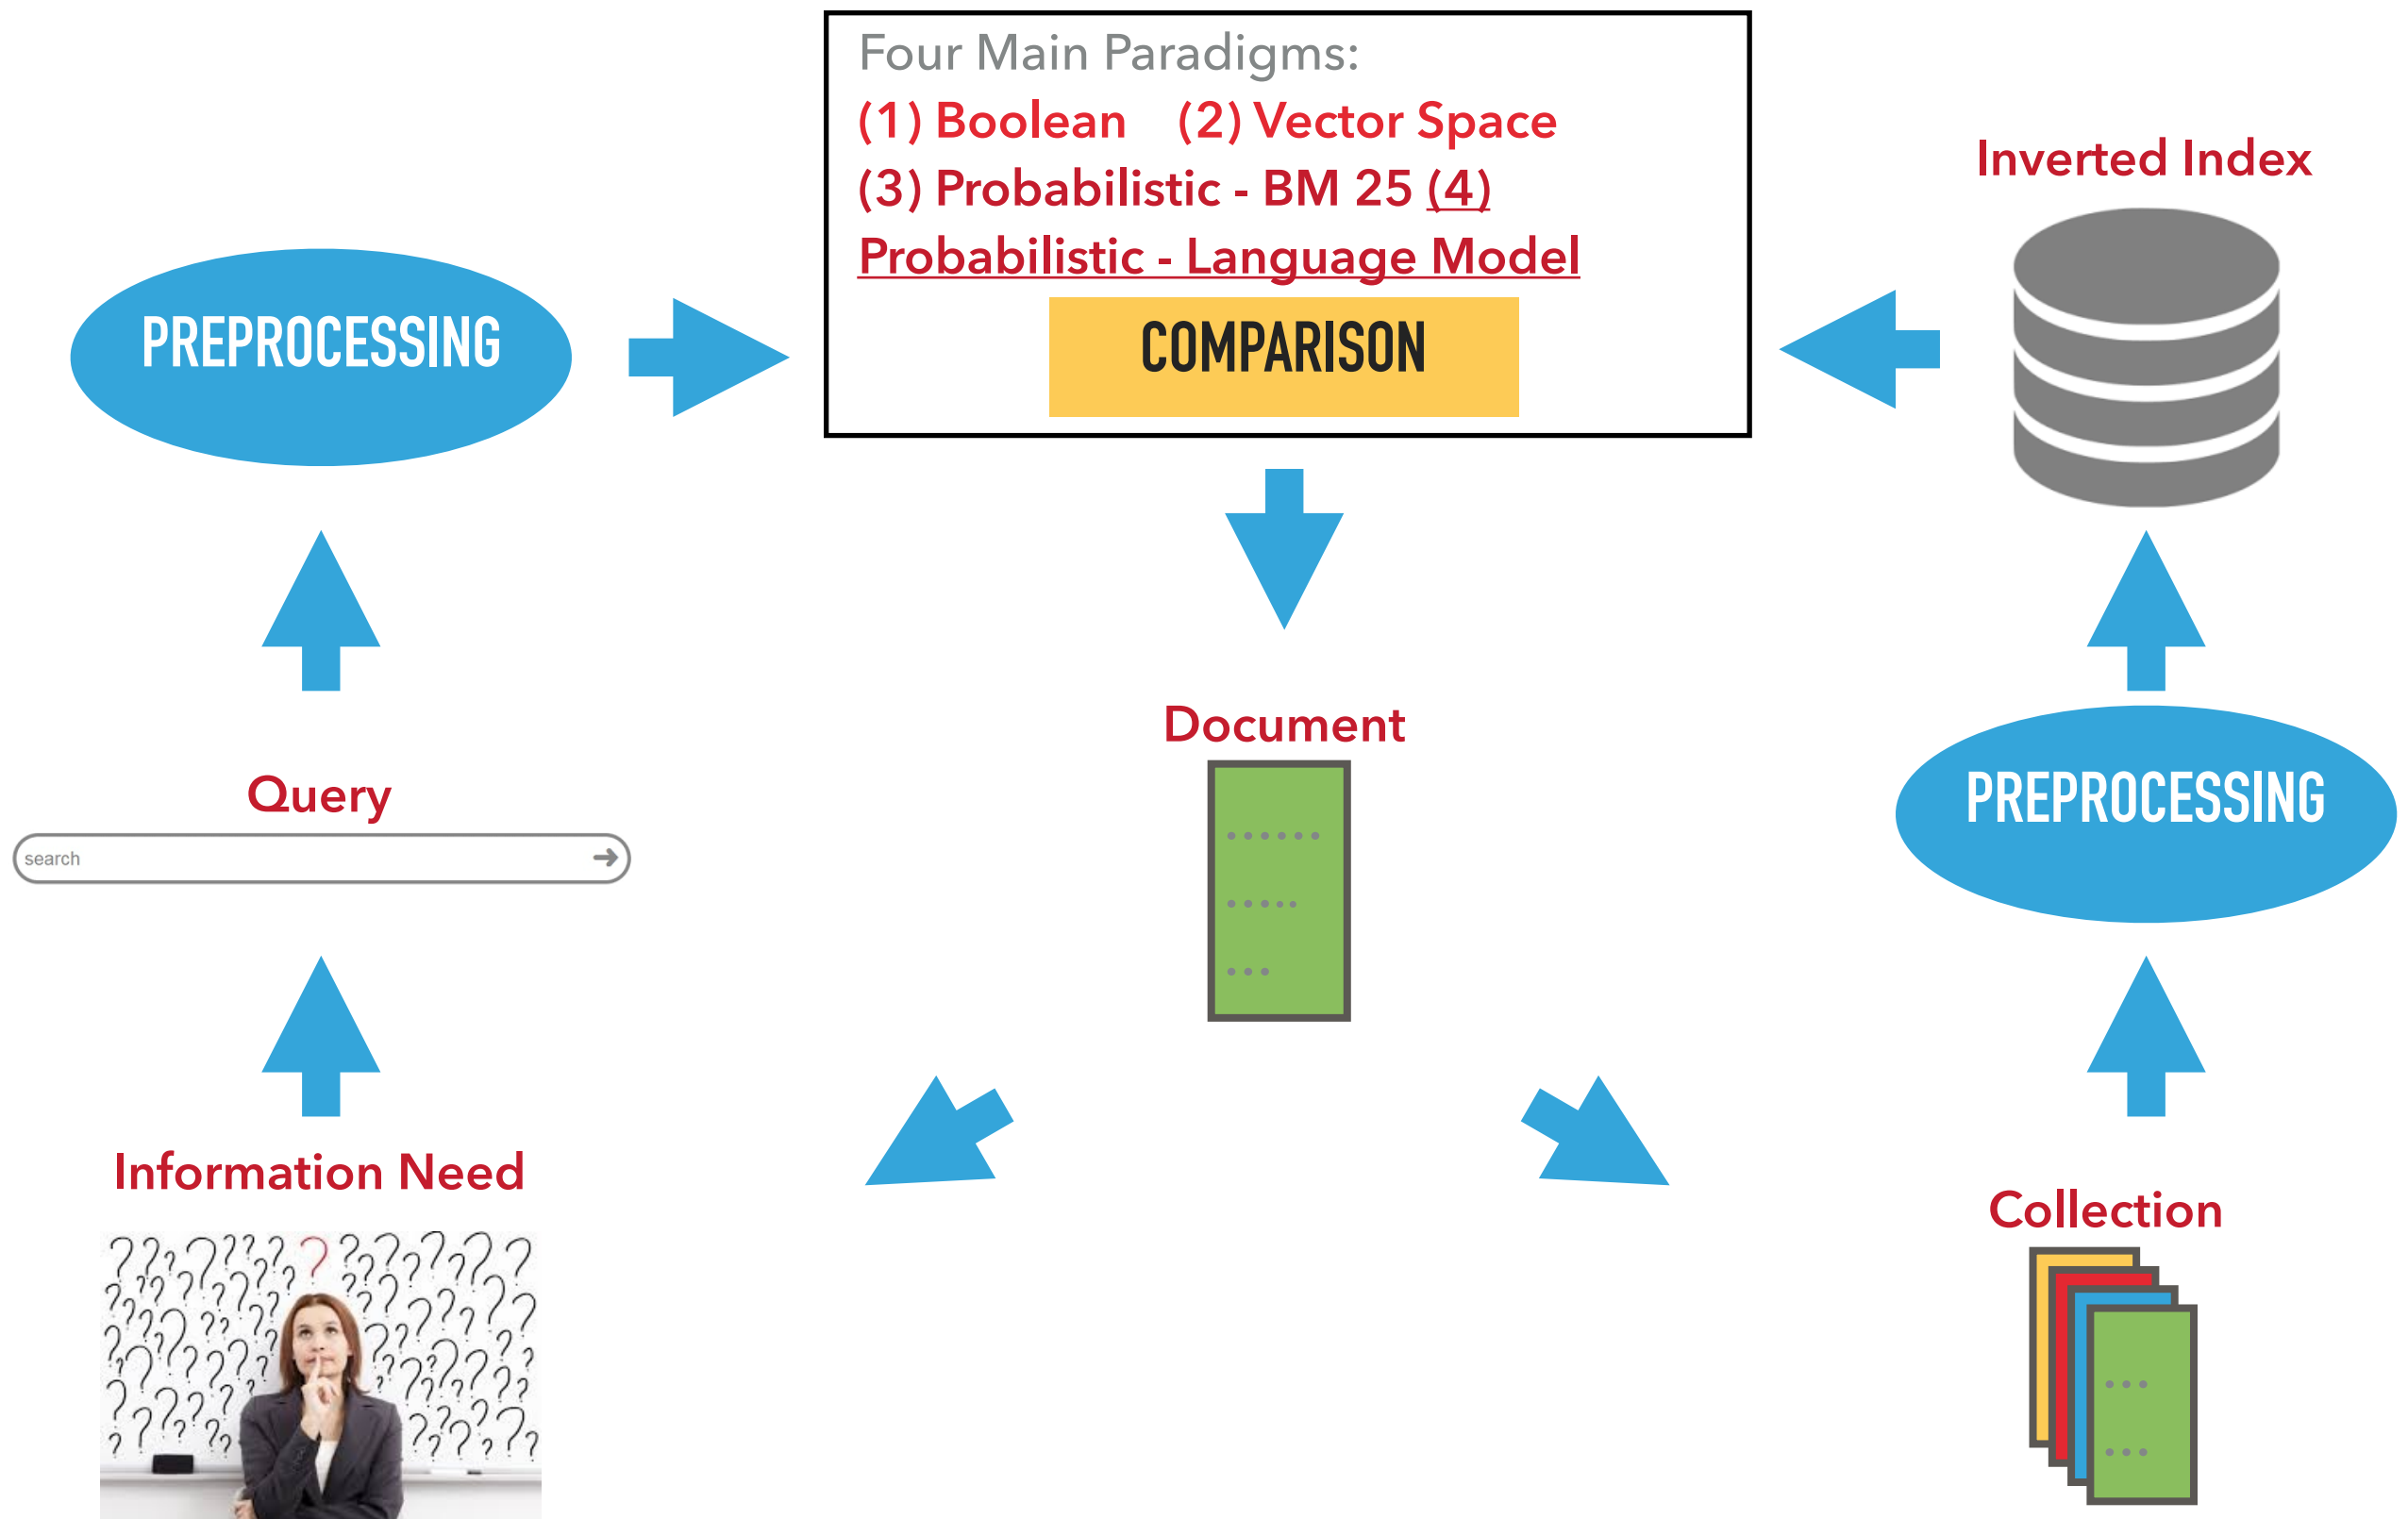 Four Main Paradigms:
(1) Boolean (2) Vector Space
(3) Probabilistic - BM 25 (4)
Probabilistic - Language Model
COMPARISON
Inverted Index
PREPROCESSING
Document
Query
search
PREPROCESSING
Information Need
Collection